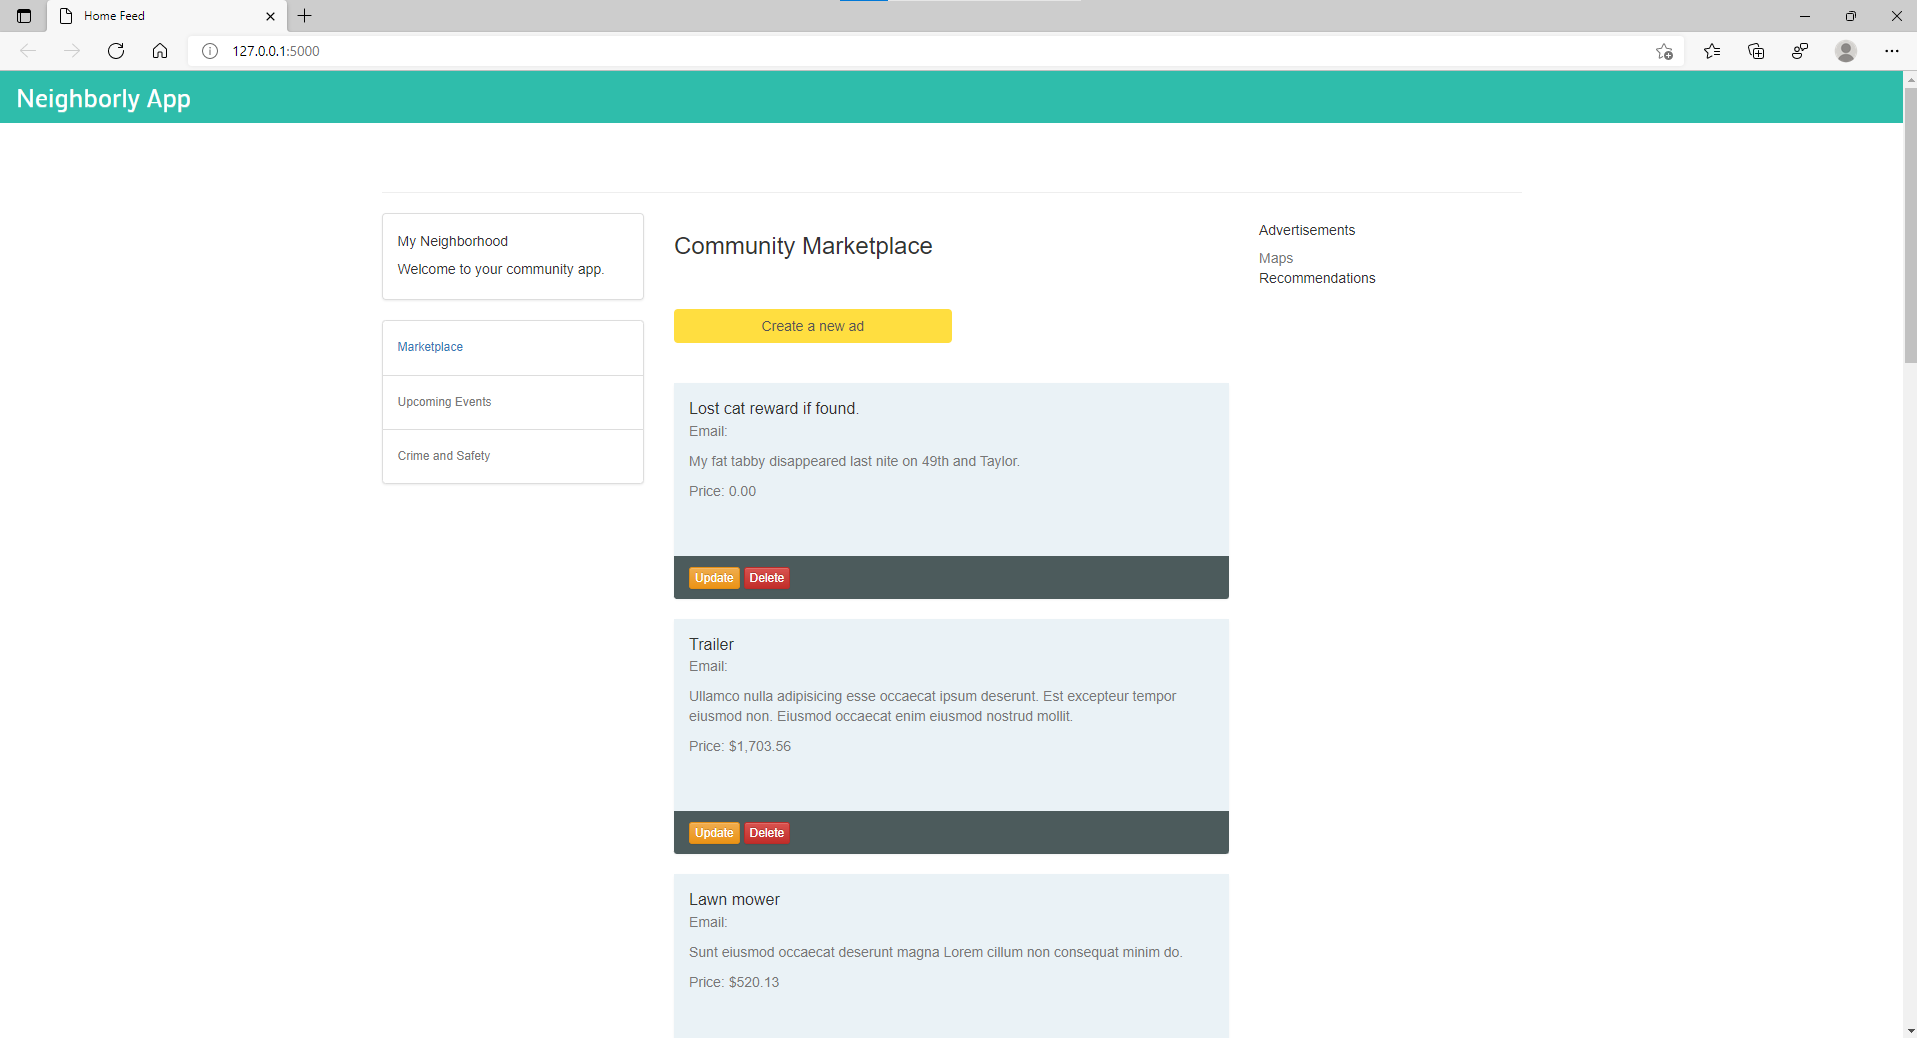 Home Feed
127.0.0.1:5000
Neighborly App
My Neighborhood
Welcome to your community app.
Marketplace
Upcoming Events
Crime and Safety
Community Marketplace
Create a new ad
Lost cat reward if found.
Email:
My fat tabby disappeared last nite on 49th and Taylor.
Price: 0.00
Update Delete
Trailer
Email:
Ullamco nulla adipisicing esse occaecat ipsum deserunt. Est excepteur tempor
eiusmod non. Eiusmod occaecat enim eiusmod nostrud mollit.
Price: $1,703.56
Update Delete
Lawn mower
Email:
Sunt eiusmod occaecat deserunt magna Lorem cillum non consequat minim do.
Price: $520.13
Advertisements
Maps
Recommendations